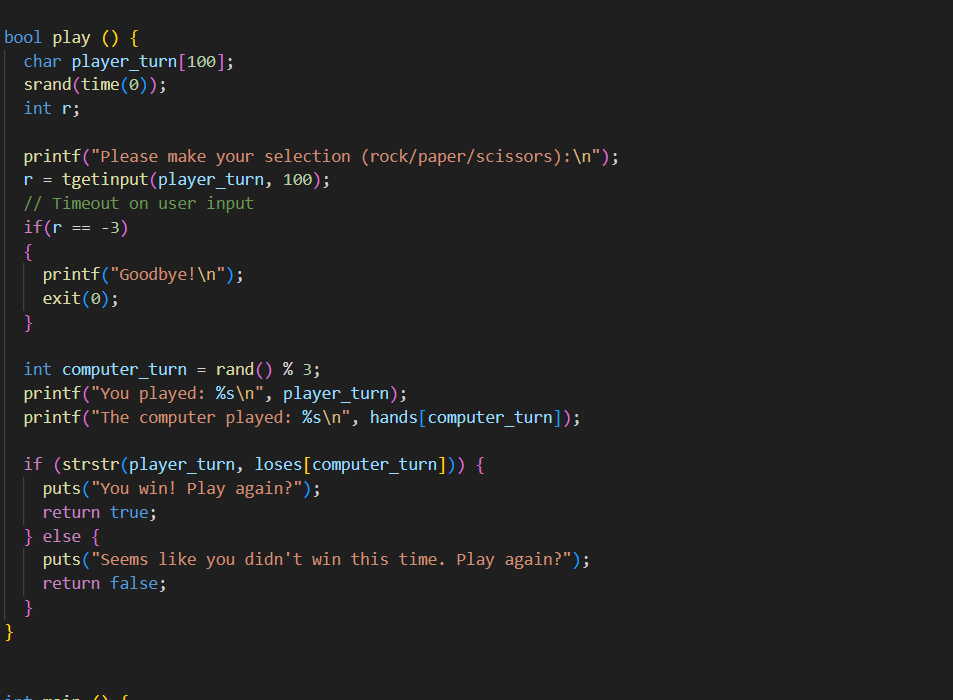 bool play () {
char player_turn[100];
srand(time(0));
int r;
printf("Please make your selection (rock/paper/scissors):\n");
r = tgetinput(player_turn, 100);
// Timeout on user input
if(r == -3)
{
printf("Goodbye!\n");
exit(0);
}
int computer_turn = rand() % 3;
printf("You played: %s\n", player_turn);
printf("The computer played: %s\n", hands[computer_turn]);
if (strstr(player_turn, loses[computer_turn])) {
puts("You win! Play again?");
return true;
} else {
puts("Seems like you didn't win this time. Play again?");
return false;
}
}
int main () {